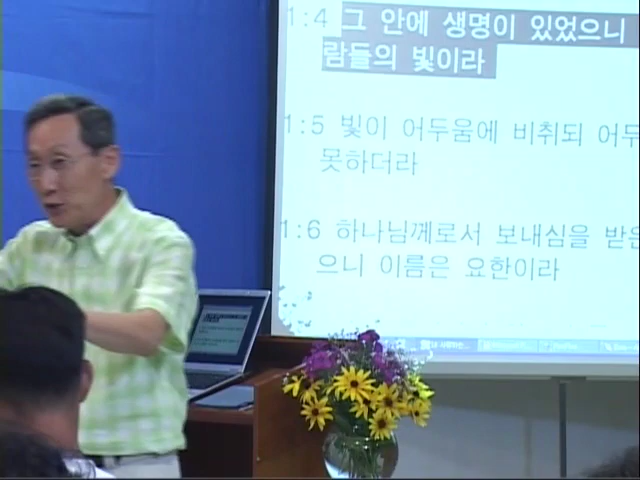 1:4 그 안에 생명이 있었으니
람들의 빛이라
1:5 빛이 어두움에 비취되 어두
못하더라
1:6 하나님께로서 보내심을 받은
으니 이름은 요한이라